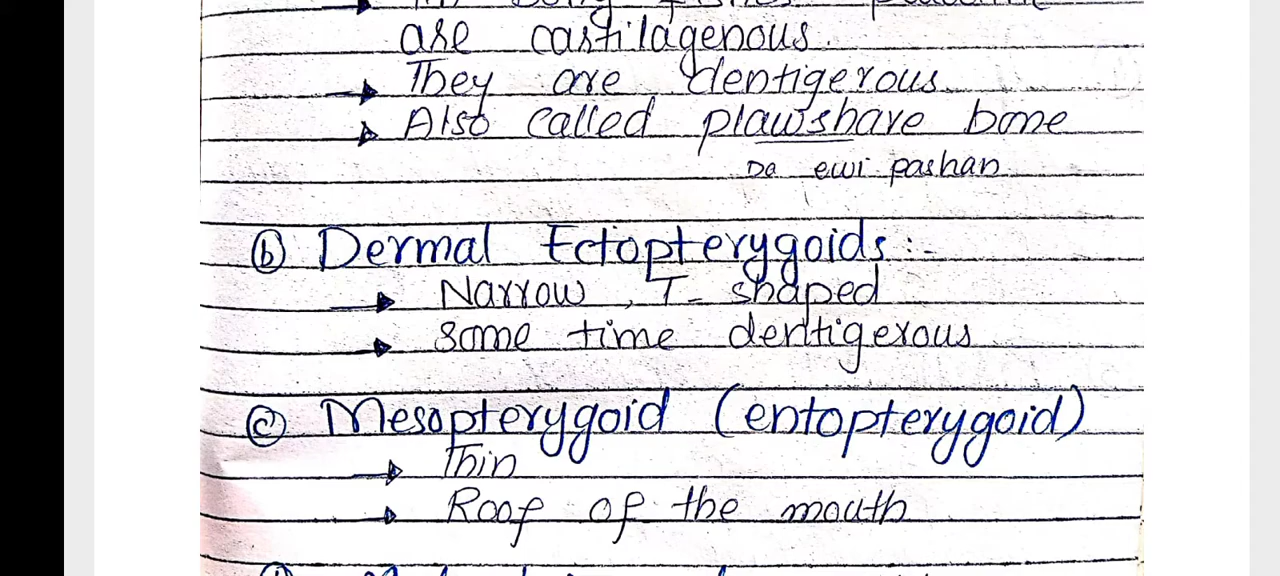 are cartilagenous.
→ They are dentigerous
→ Also called plawshave bone
Da ewi pashan
(b) Dermal Ectopterygoids :-
→ Narrow, T- shaped
→ Some time dentigerous
(c) Mesopterygoid (entopterygoid)
→ Thin
→ Roof of the mouth